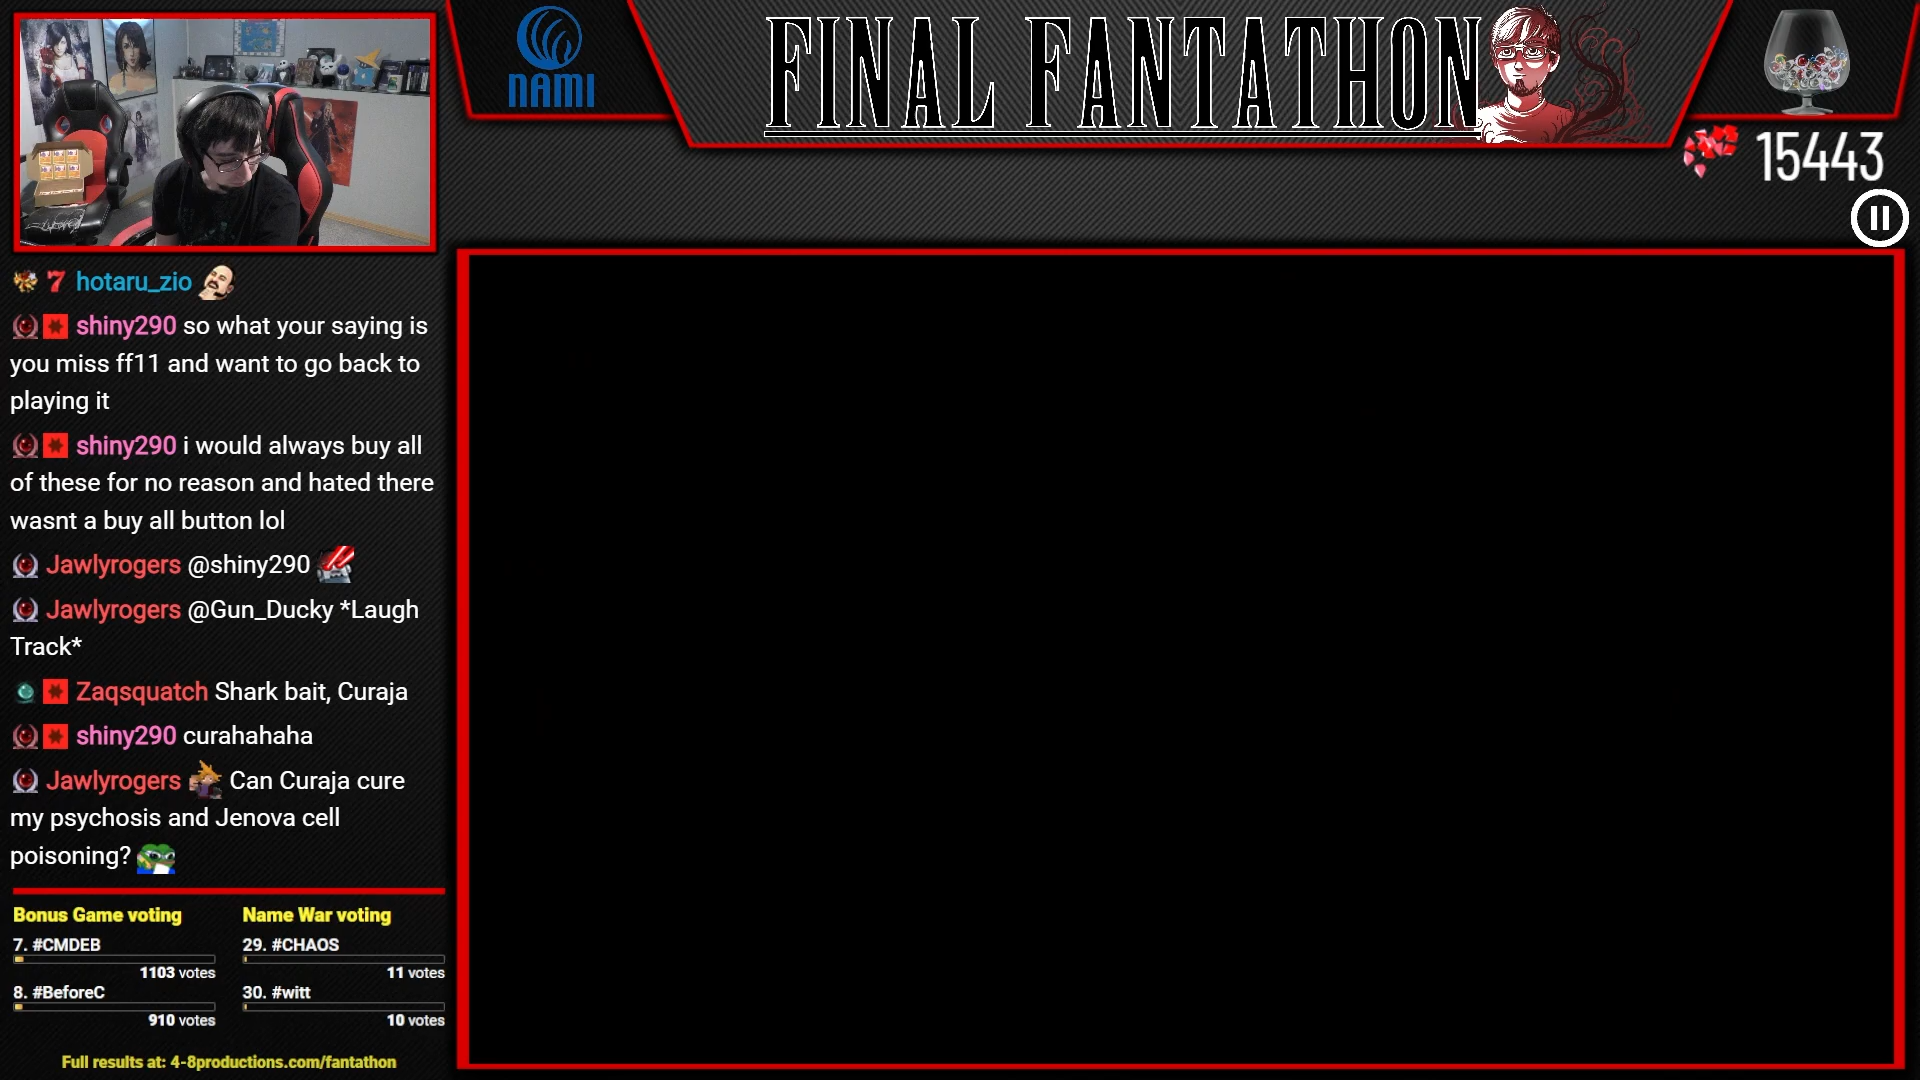 NAMI
FINAL FANTATHON
15443
7 hotaru_zio
shiny290 so what your saying is
you miss ff11 and want to go back to
playing it
shiny290 i would always buy all
of these for no reason and hated there
wasnt a buy all button lol
Jawlyrogers @shiny290
Jawlyrogers @Gun_Ducky *Laugh
Track*
Zaqsquatch Shark bait, Curaja
shiny290 curahahaha
Jawlyrogers Can Curaja cure
my psychosis and Jenova cell
poisoning?
Bonus Game voting
7. #CMDEB
1103 votes
8. #BeforeC
910 votes
Name War voting
29. #CHAOS
11 votes
30. #witt
10 votes
Full results at: 4-8productions.com/fantathon